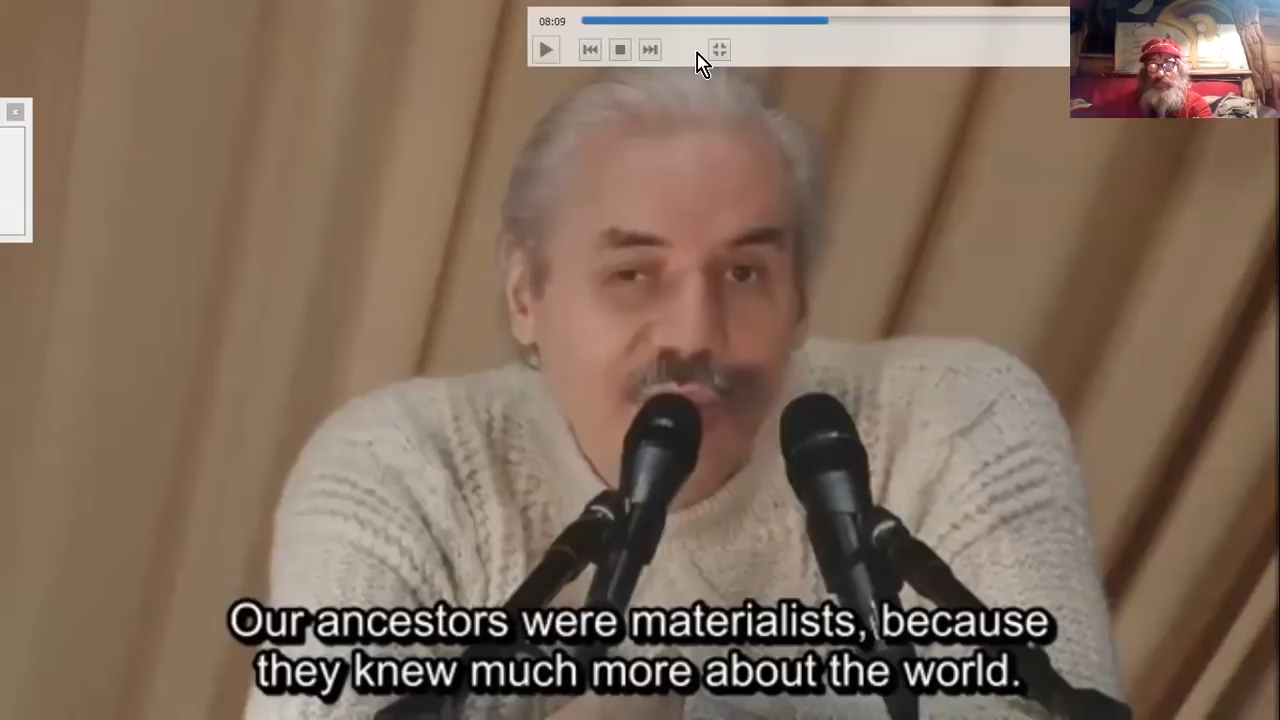 08:09
Our ancestors were materialists, because
they knew much more about the world.